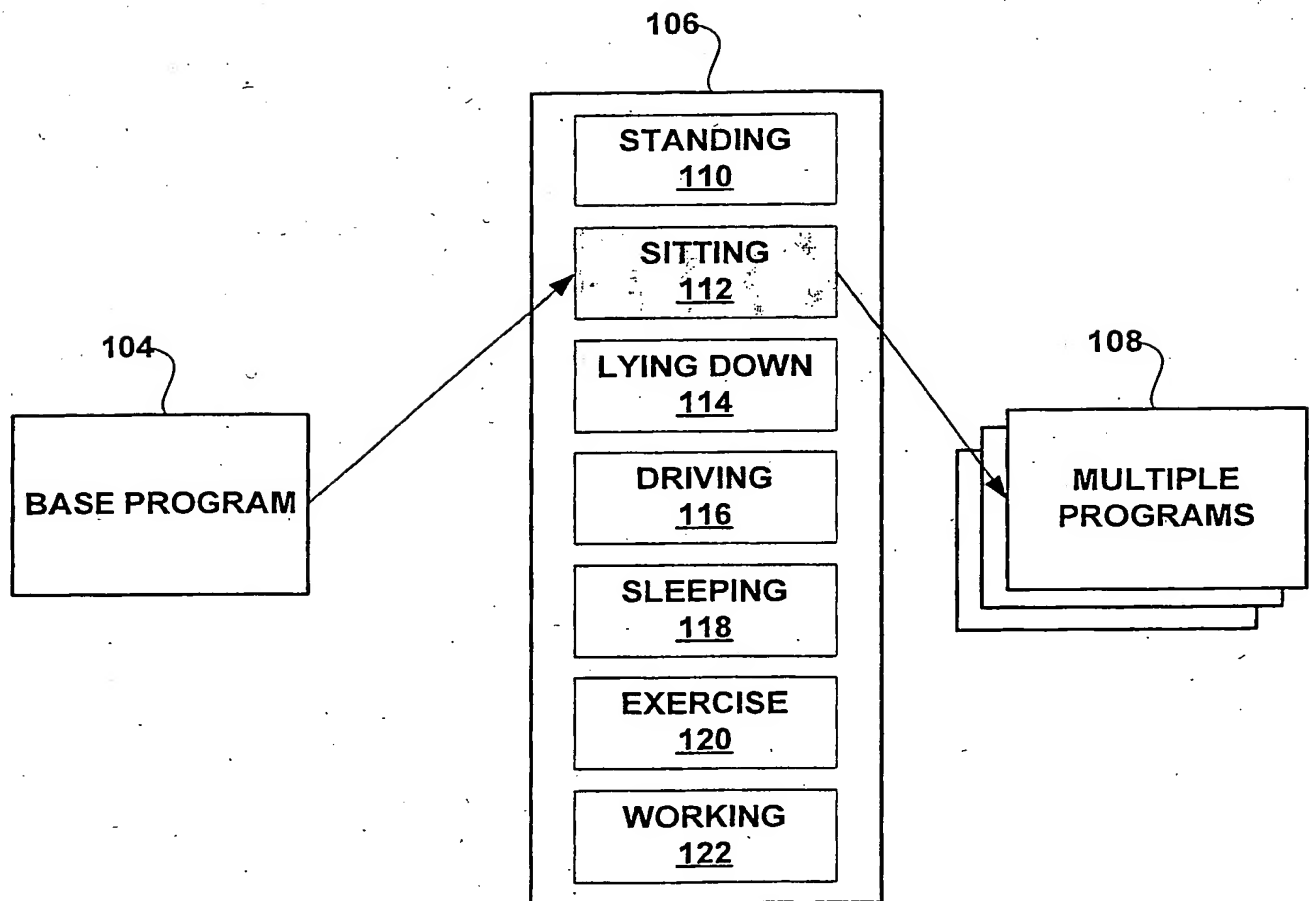 106
STANDING
110
SITTING
112
104
108
LYING DOWN
114
BASE PROGRAM
DRIVING
116
MULTIPLE
PROGRAMS
SLEEPING
118
EXERCISE
120
WORKING
122